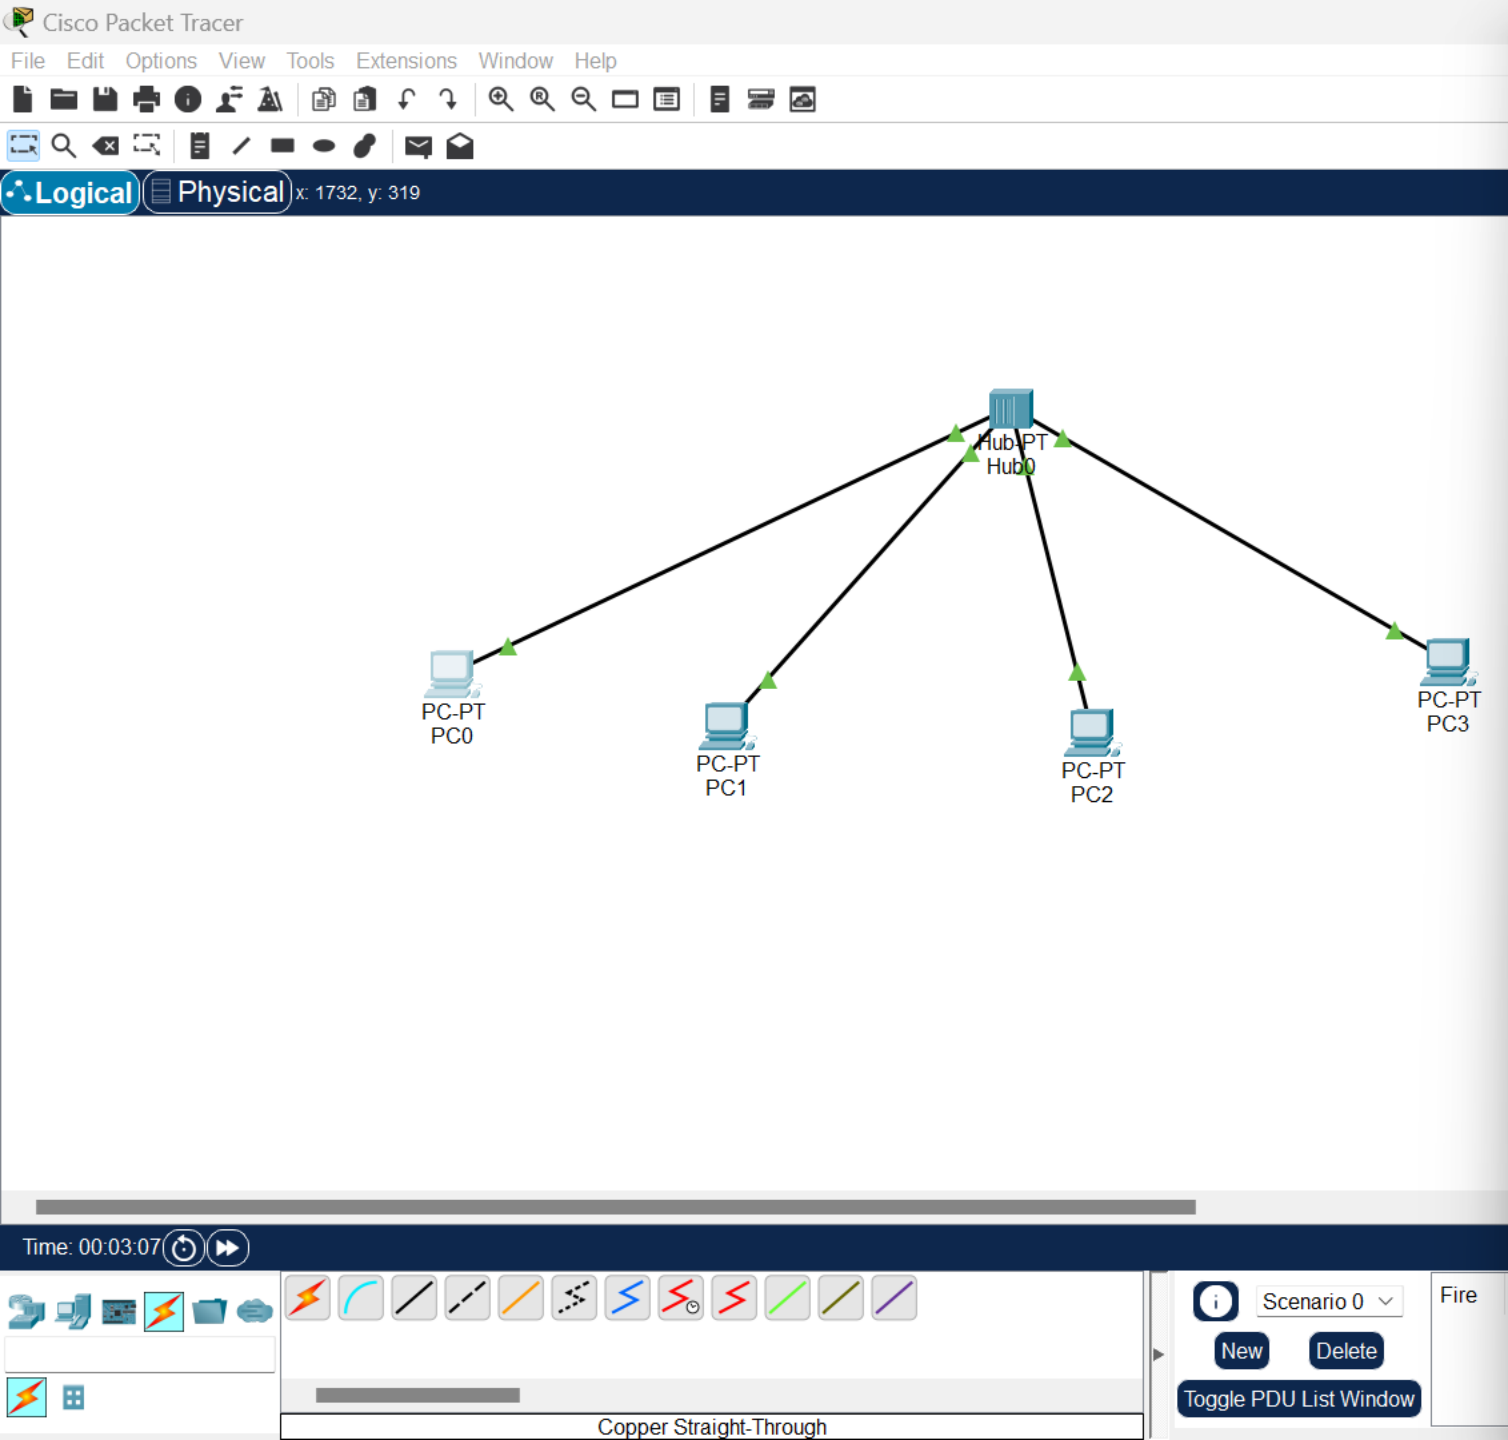 Cisco Packet Tracer
File Edit Options View Tools Extensions Window Help
Logical Physical x: 1732, y: 319
Hub-PT
Hub0
PC-PT
PC0
PC-PT
PC1
PC-PT
PC2
PC-PT
PC3
Time: 00:03:07
Scenario 0
Fire
New Delete
Toggle PDU List Window
Copper Straight-Through